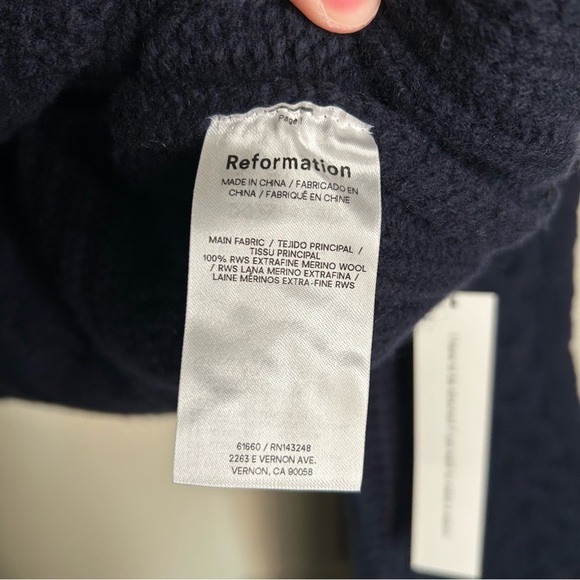 Page 1
Reformation
MADE IN CHINA / FABRICADO EN
CHINA / FABRIQUÉ EN CHINE
MAIN FABRIC / TEJIDO PRINCIPAL /
TISSU PRINCIPAL
100% RWS EXTRAFINE MERINO WOOL
/ RWS LANA MERINO EXTRAFINA /
LAINE MÉRINOS EXTRA-FINE RWS
61660 / RN143248
2263 E VERNON AVE.
VERNON, CA 90058